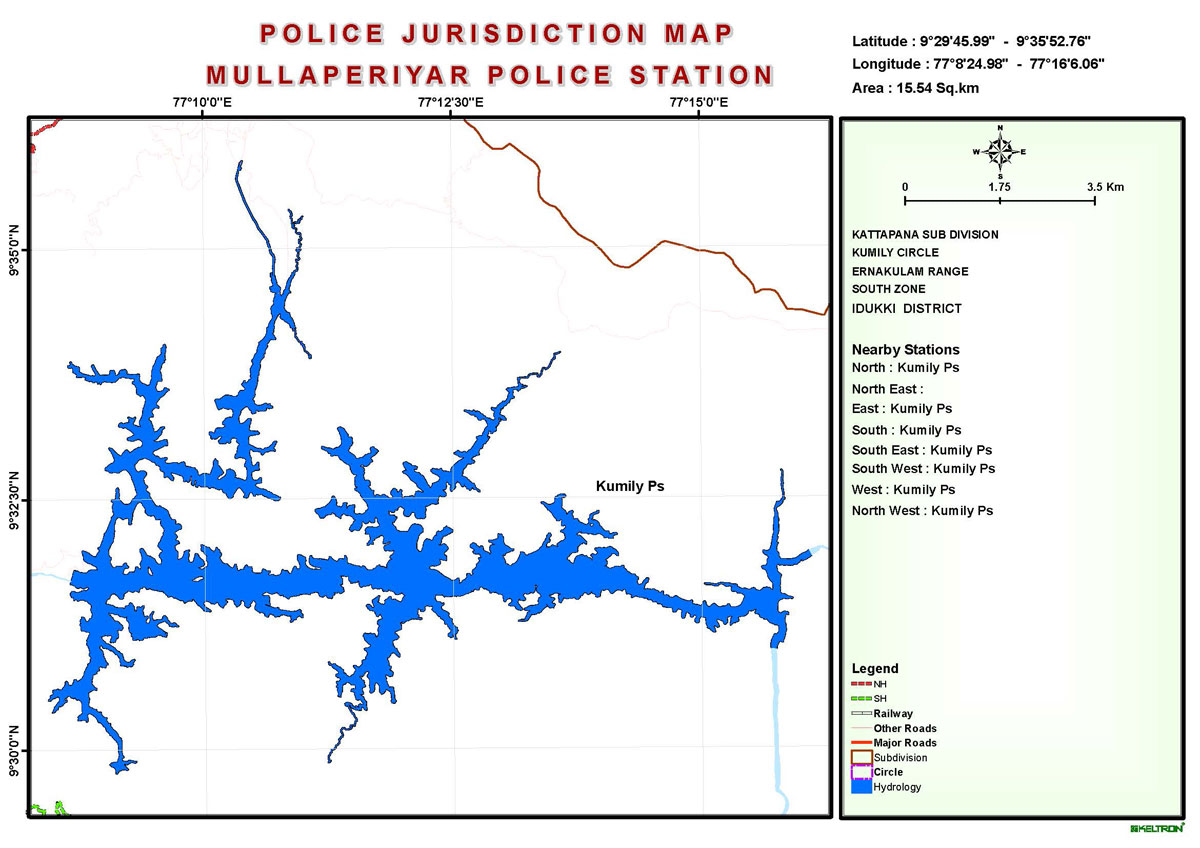 POLICE JURISDICTION MAP
MULLAPERIYAR POLICE STATION
Latitude : 9°29'45.99" - 9°35'52.76"
Longitude : 77°8'24.98" - 77°16'6.06"
Area : 15.54 Sq.km
77°10'0"E
77°12'30"E
77°15'0"E
9°35'0"N
9°32'30"N
9°30'0"N
Kumily Ps
N
W
E
S
0
1.75
3.5 Km
KATTAPANA SUB DIVISION
KUMILY CIRCLE
ERNAKULAM RANGE
SOUTH ZONE
IDUKKI DISTRICT
Nearby Stations
North : Kumily Ps
North East :
East : Kumily Ps
South : Kumily Ps
South East : Kumily Ps
South West : Kumily Ps
West : Kumily Ps
North West : Kumily Ps
Legend
NH
SH
Railway
Other Roads
Major Roads
Subdivision
Circle
Hydrology
KELTRON